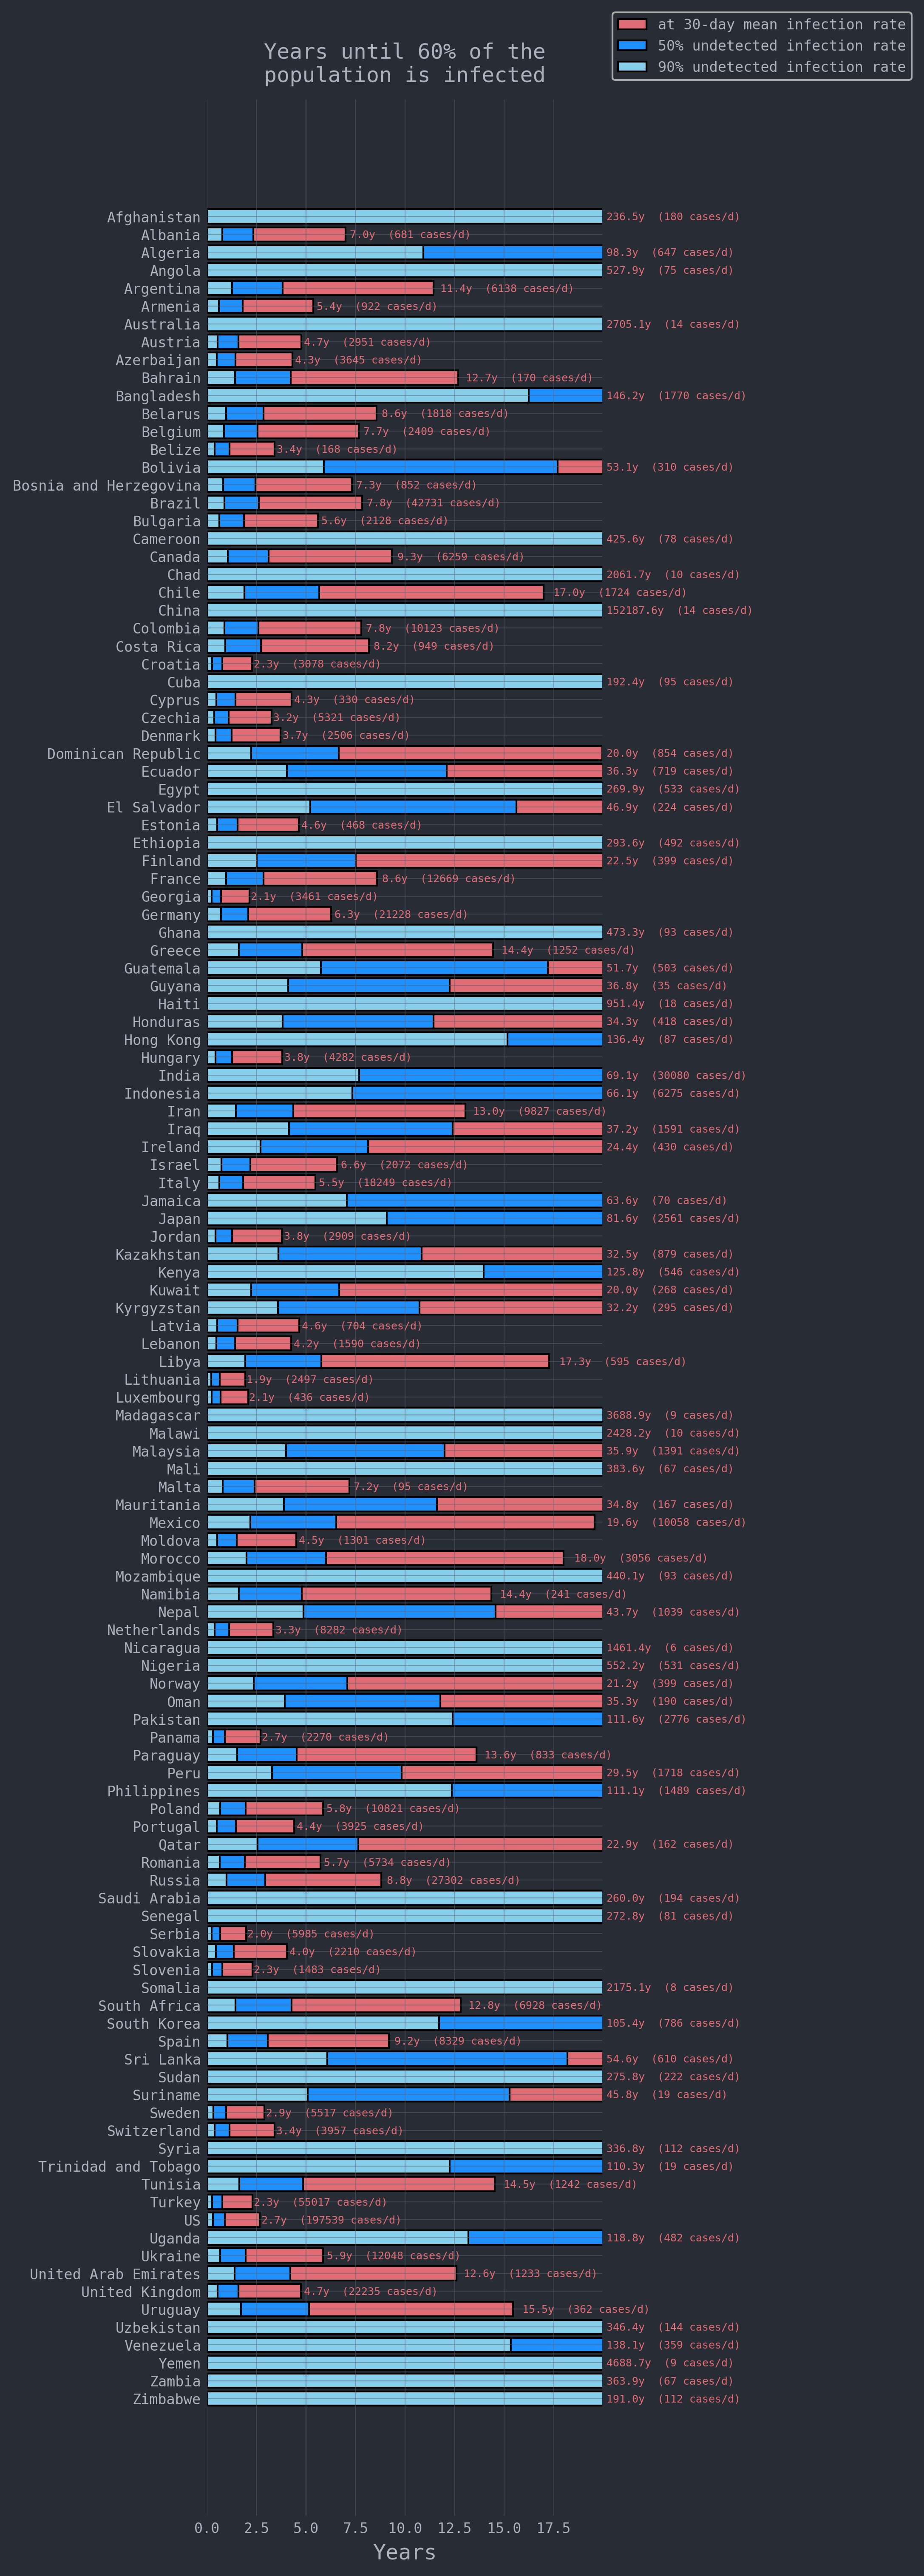 at 30-day mean infection rate
50% undetected infection rate
90% undetected infection rate
Years until 60% of the
population is infected
Afghanistan 236.5y (180 cases/d)
Albania 7.0y (681 cases/d)
Algeria 98.3y (647 cases/d)
Angola 527.9y (75 cases/d)
Argentina 11.4y (6138 cases/d)
Armenia 5.4y (922 cases/d)
Australia 2705.1y (14 cases/d)
Austria 4.7y (2951 cases/d)
Azerbaijan 4.3y (3645 cases/d)
Bahrain 12.7y (170 cases/d)
Bangladesh 146.2y (1770 cases/d)
Belarus 8.6y (1818 cases/d)
Belgium 7.7y (2409 cases/d)
Belize 3.4y (168 cases/d)
Bolivia 53.1y (310 cases/d)
Bosnia and Herzegovina 7.3y (852 cases/d)
Brazil 7.8y (42731 cases/d)
Bulgaria 5.6y (2128 cases/d)
Cameroon 425.6y (78 cases/d)
Canada 9.3y (6259 cases/d)
Chad 2061.7y (10 cases/d)
Chile 17.0y (1724 cases/d)
China 152187.6y (14 cases/d)
Colombia 7.8y (10123 cases/d)
Costa Rica 8.2y (949 cases/d)
Croatia 2.3y (3078 cases/d)
Cuba 192.4y (95 cases/d)
Cyprus 4.3y (330 cases/d)
Czechia 3.2y (5321 cases/d)
Denmark 3.7y (2506 cases/d)
Dominican Republic 20.0y (854 cases/d)
Ecuador 36.3y (719 cases/d)
Egypt 269.9y (533 cases/d)
El Salvador 46.9y (224 cases/d)
Estonia 4.6y (468 cases/d)
Ethiopia 293.6y (492 cases/d)
Finland 22.5y (399 cases/d)
France 8.6y (12669 cases/d)
Georgia 2.1y (3461 cases/d)
Germany 6.3y (21228 cases/d)
Ghana 473.3y (93 cases/d)
Greece 14.4y (1252 cases/d)
Guatemala 51.7y (503 cases/d)
Guyana 36.8y (35 cases/d)
Haiti 951.4y (18 cases/d)
Honduras 34.3y (418 cases/d)
Hong Kong 136.4y (87 cases/d)
Hungary 3.8y (4282 cases/d)
India 69.1y (30080 cases/d)
Indonesia 66.1y (6275 cases/d)
Iran 13.0y (9827 cases/d)
Iraq 37.2y (1591 cases/d)
Ireland 24.4y (430 cases/d)
Israel 6.6y (2072 cases/d)
Italy 5.5y (18249 cases/d)
Jamaica 63.6y (70 cases/d)
Japan 81.6y (2561 cases/d)
Jordan 3.8y (2909 cases/d)
Kazakhstan 32.5y (879 cases/d)
Kenya 125.8y (546 cases/d)
Kuwait 20.0y (268 cases/d)
Kyrgyzstan 32.2y (295 cases/d)
Latvia 4.6y (704 cases/d)
Lebanon 4.2y (1590 cases/d)
Libya 17.3y (595 cases/d)
Lithuania 1.9y (2497 cases/d)
Luxembourg 2.1y (436 cases/d)
Madagascar 3688.9y (9 cases/d)
Malawi 2428.2y (10 cases/d)
Malaysia 35.9y (1391 cases/d)
Mali 383.6y (67 cases/d)
Malta 7.2y (95 cases/d)
Mauritania 34.8y (167 cases/d)
Mexico 19.6y (10058 cases/d)
Moldova 4.5y (1301 cases/d)
Morocco 18.0y (3056 cases/d)
Mozambique 440.1y (93 cases/d)
Namibia 14.4y (241 cases/d)
Nepal 43.7y (1039 cases/d)
Netherlands 3.3y (8282 cases/d)
Nicaragua 1461.4y (6 cases/d)
Nigeria 552.2y (531 cases/d)
Norway 21.2y (399 cases/d)
Oman 35.3y (190 cases/d)
Pakistan 111.6y (2776 cases/d)
Panama 2.7y (2270 cases/d)
Paraguay 13.6y (833 cases/d)
Peru 29.5y (1718 cases/d)
Philippines 111.1y (1489 cases/d)
Poland 5.8y (10821 cases/d)
Portugal 4.4y (3925 cases/d)
Qatar 22.9y (162 cases/d)
Romania 5.7y (5734 cases/d)
Russia 8.8y (27302 cases/d)
Saudi Arabia 260.0y (194 cases/d)
Senegal 272.8y (81 cases/d)
Serbia 2.0y (5985 cases/d)
Slovakia 4.0y (2210 cases/d)
Slovenia 2.3y (1483 cases/d)
Somalia 2175.1y (8 cases/d)
South Africa 12.8y (6928 cases/d)
South Korea 105.4y (786 cases/d)
Spain 9.2y (8329 cases/d)
Sri Lanka 54.6y (610 cases/d)
Sudan 275.8y (222 cases/d)
Suriname 45.8y (19 cases/d)
Sweden 2.9y (5517 cases/d)
Switzerland 3.4y (3957 cases/d)
Syria 336.8y (112 cases/d)
Trinidad and Tobago 110.3y (19 cases/d)
Tunisia 14.5y (1242 cases/d)
Turkey 2.3y (55017 cases/d)
US 2.7y (197539 cases/d)
Uganda 118.8y (482 cases/d)
Ukraine 5.9y (12048 cases/d)
United Arab Emirates 12.6y (1233 cases/d)
United Kingdom 4.7y (22235 cases/d)
Uruguay 15.5y (362 cases/d)
Uzbekistan 346.4y (144 cases/d)
Venezuela 138.1y (359 cases/d)
Yemen 4688.7y (9 cases/d)
Zambia 363.9y (67 cases/d)
Zimbabwe 191.0y (112 cases/d)
0.0 2.5 5.0 7.5 10.0 12.5 15.0 17.5
Years